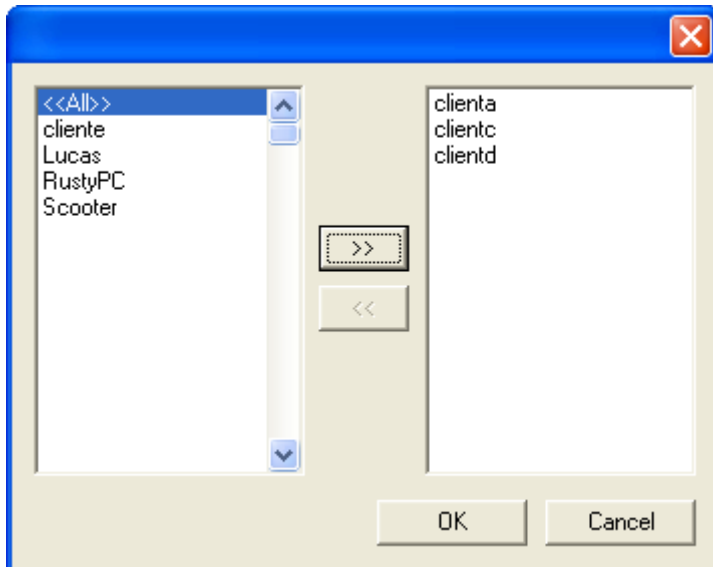 <<All>>
cliente
Lucas
RustyPC
Scooter
>>
<<
clienta
clientc
clientd
OK
Cancel